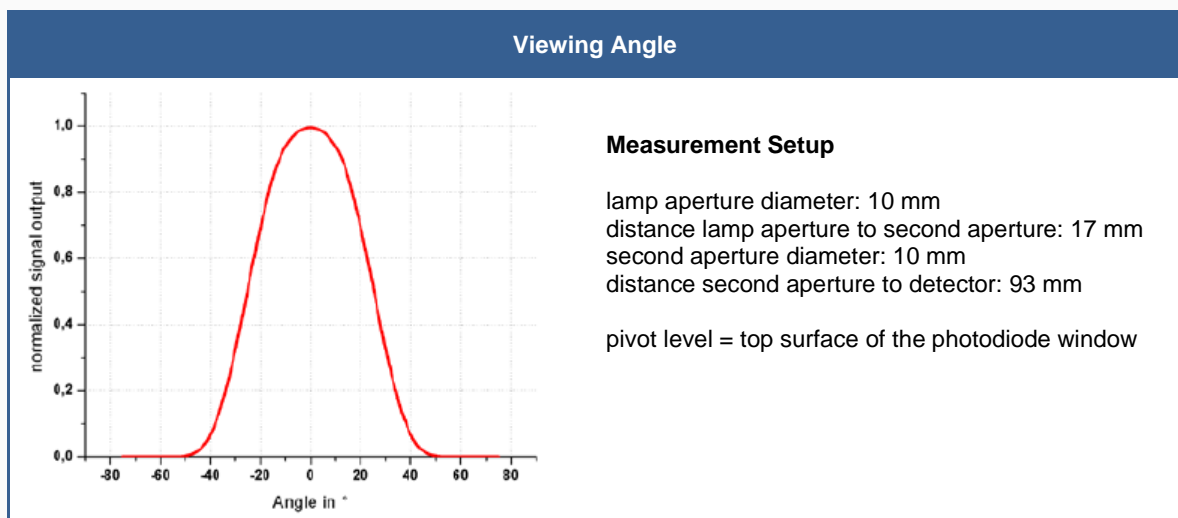 Viewing Angle
1,0
0,8
0,6
0,4
0,2
0,0
normalized signal output
-80 -60 -40 -20 0 20 40 60 80
Angle in °
Measurement Setup
lamp aperture diameter: 10 mm
distance lamp aperture to second aperture: 17 mm
second aperture diameter: 10 mm
distance second aperture to detector: 93 mm
pivot level = top surface of the photodiode window